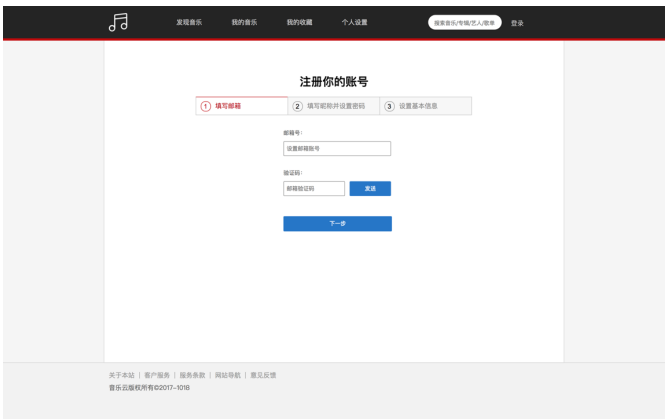 发现音乐 我的音乐 我的收藏 个人设置 搜索音乐/专辑/艺人/歌单 登录
注册你的账号
1 填写邮箱 2 填写昵称并设置密码 3 设置基本信息
邮箱号:
设置邮箱账号
验证码:
邮箱验证码 发送
下一步
关于本站 | 客户服务 | 服务条款 | 网站导航 | 意见反馈
音乐云版权所有©2017-1018